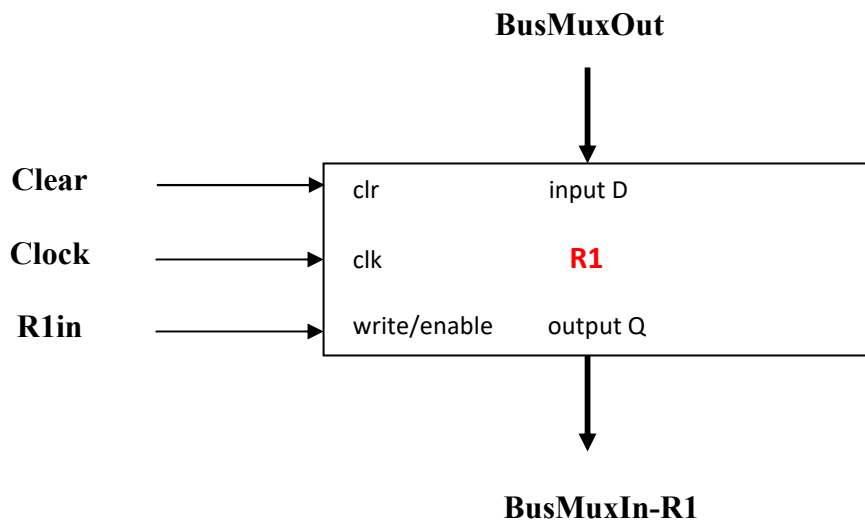 BusMuxOut
Clear
clr
input D
Clock
clk
R1
R1in
write/enable
output Q
BusMuxIn-R1